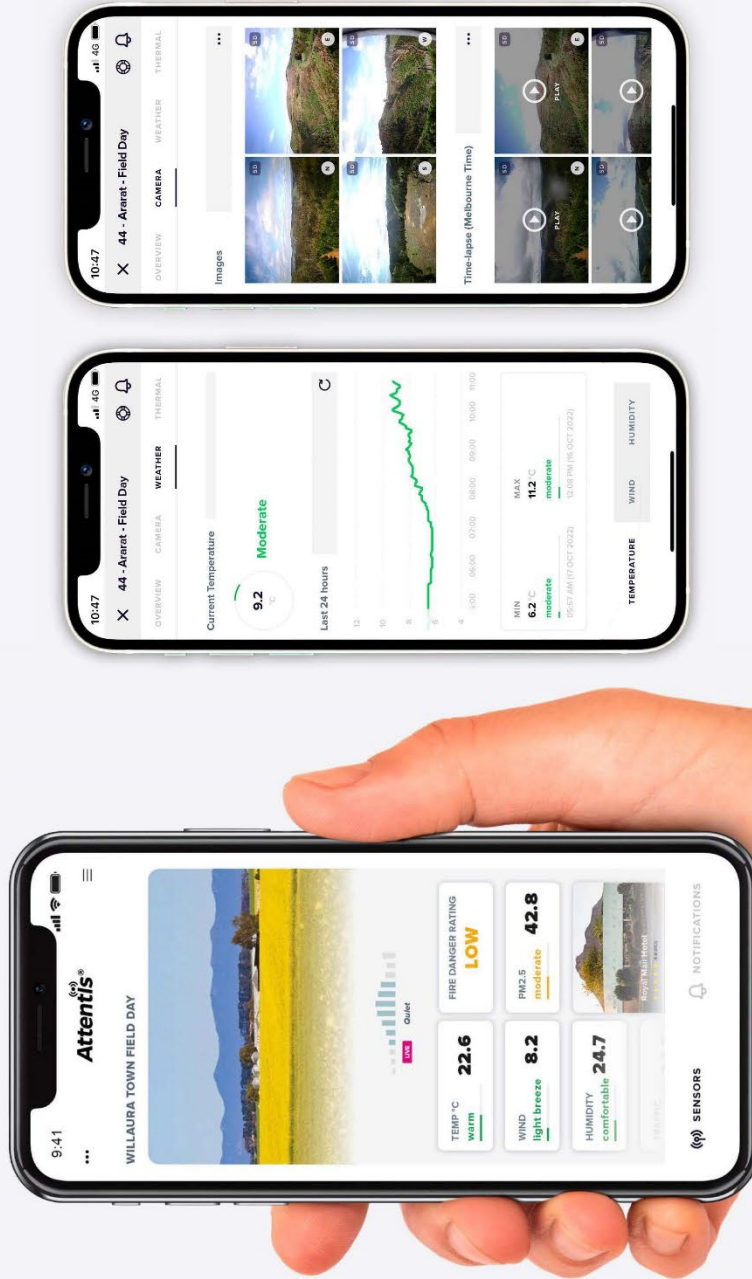 9:41
Attentis®
WILLAURA TOWN FIELD DAY
LIVE
Quiet
TEMP °C
warm 22.6
FIRE DANGER RATING
LOW
WIND
light breeze 8.2
PM2.5
moderate 42.8
HUMIDITY
comfortable 24.7
Royal Mail Hotel
TRAFFIC
SENSORS
NOTIFICATIONS
10:47
4G
44 - Ararat - Field Day
OVERVIEW CAMERA WEATHER THERMAL
Current Temperature
9.2
°C
Moderate
Last 24 hours
12
10
8
6
4
06:00 07:00 08:00 09:00 10:00 11:00
MIN
6.2 °C
moderate
05:57 AM (17 OCT 2022)
MAX
11.2 °C
moderate
12:08 PM (16 OCT 2022)
TEMPERATURE WIND HUMIDITY
10:47
4G
44 - Ararat - Field Day
OVERVIEW CAMERA WEATHER THERMAL
Images
SD SD
N E
SD SD
S W
Time-lapse (Melbourne Time)
SD SD
PLAY PLAY
N E
SD SD